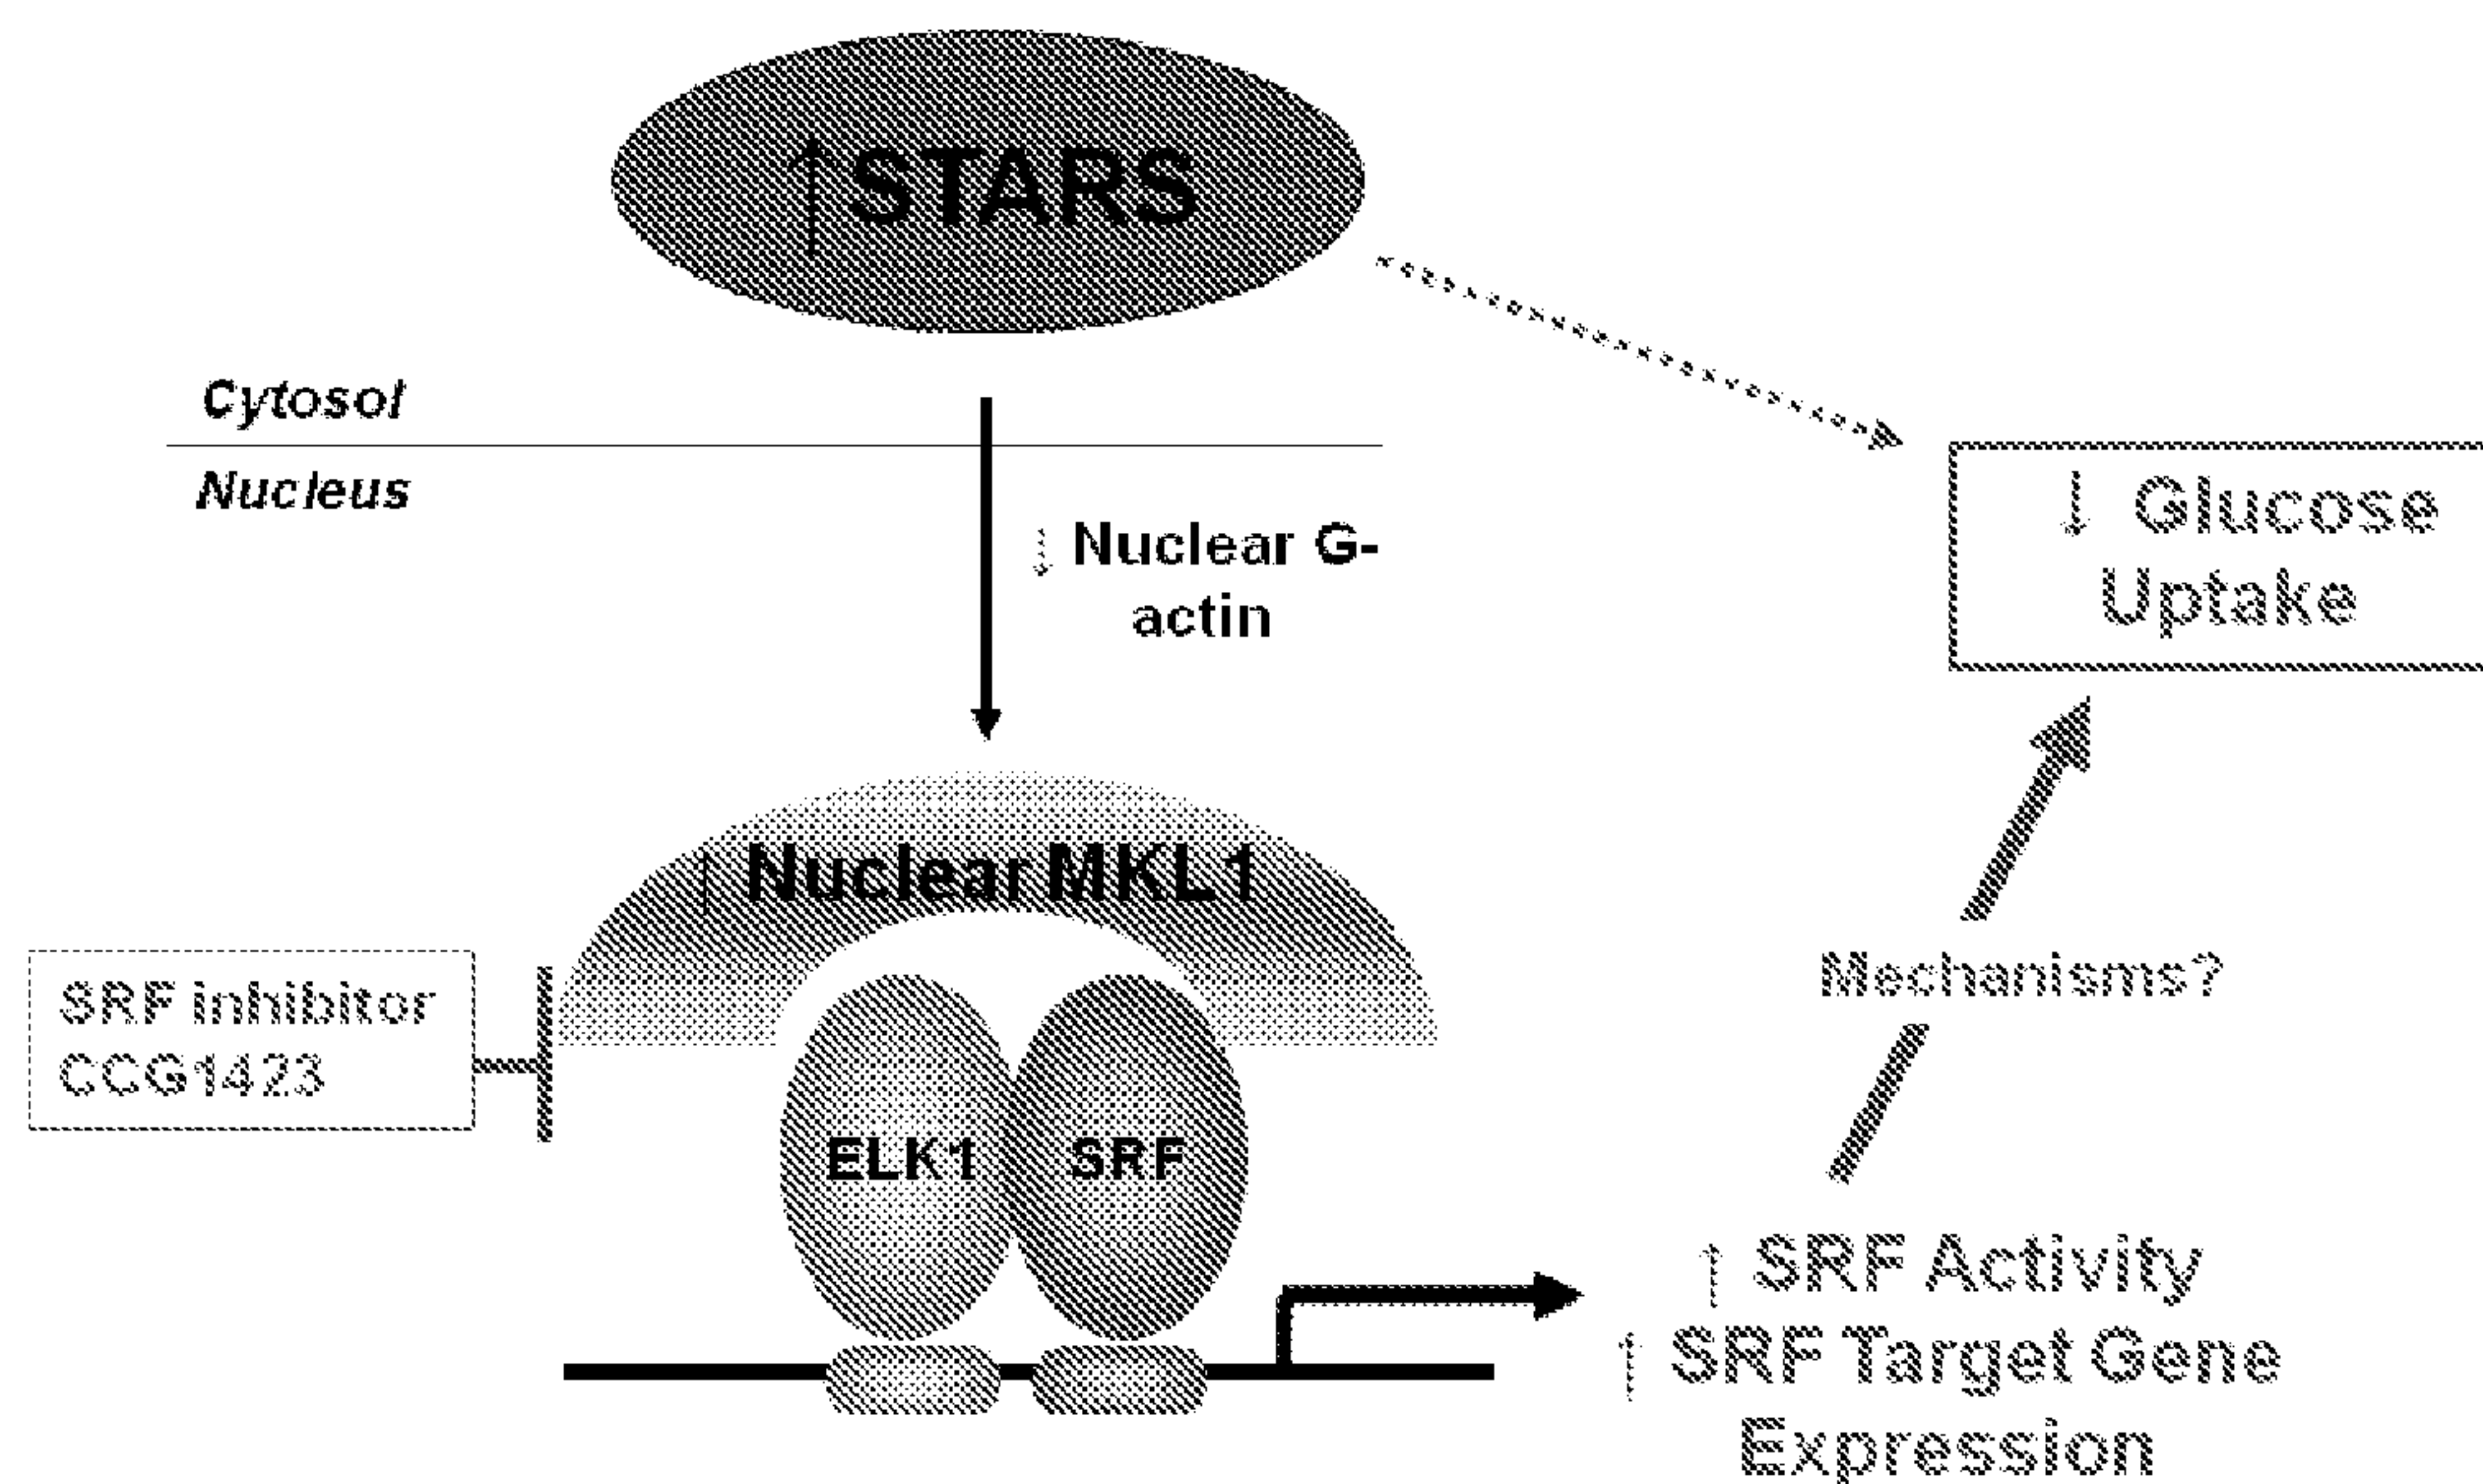 ↑STARS
Cytosol
Nucleus
↓ Nuclear G-
actin
↓ Glucose
Uptake
↑ Nuclear MKL1
SRF inhibitor
CCG1423
Mechanisms?
ELK1
SRF
↑ SRF Activity
↑ SRF Target Gene
Expression